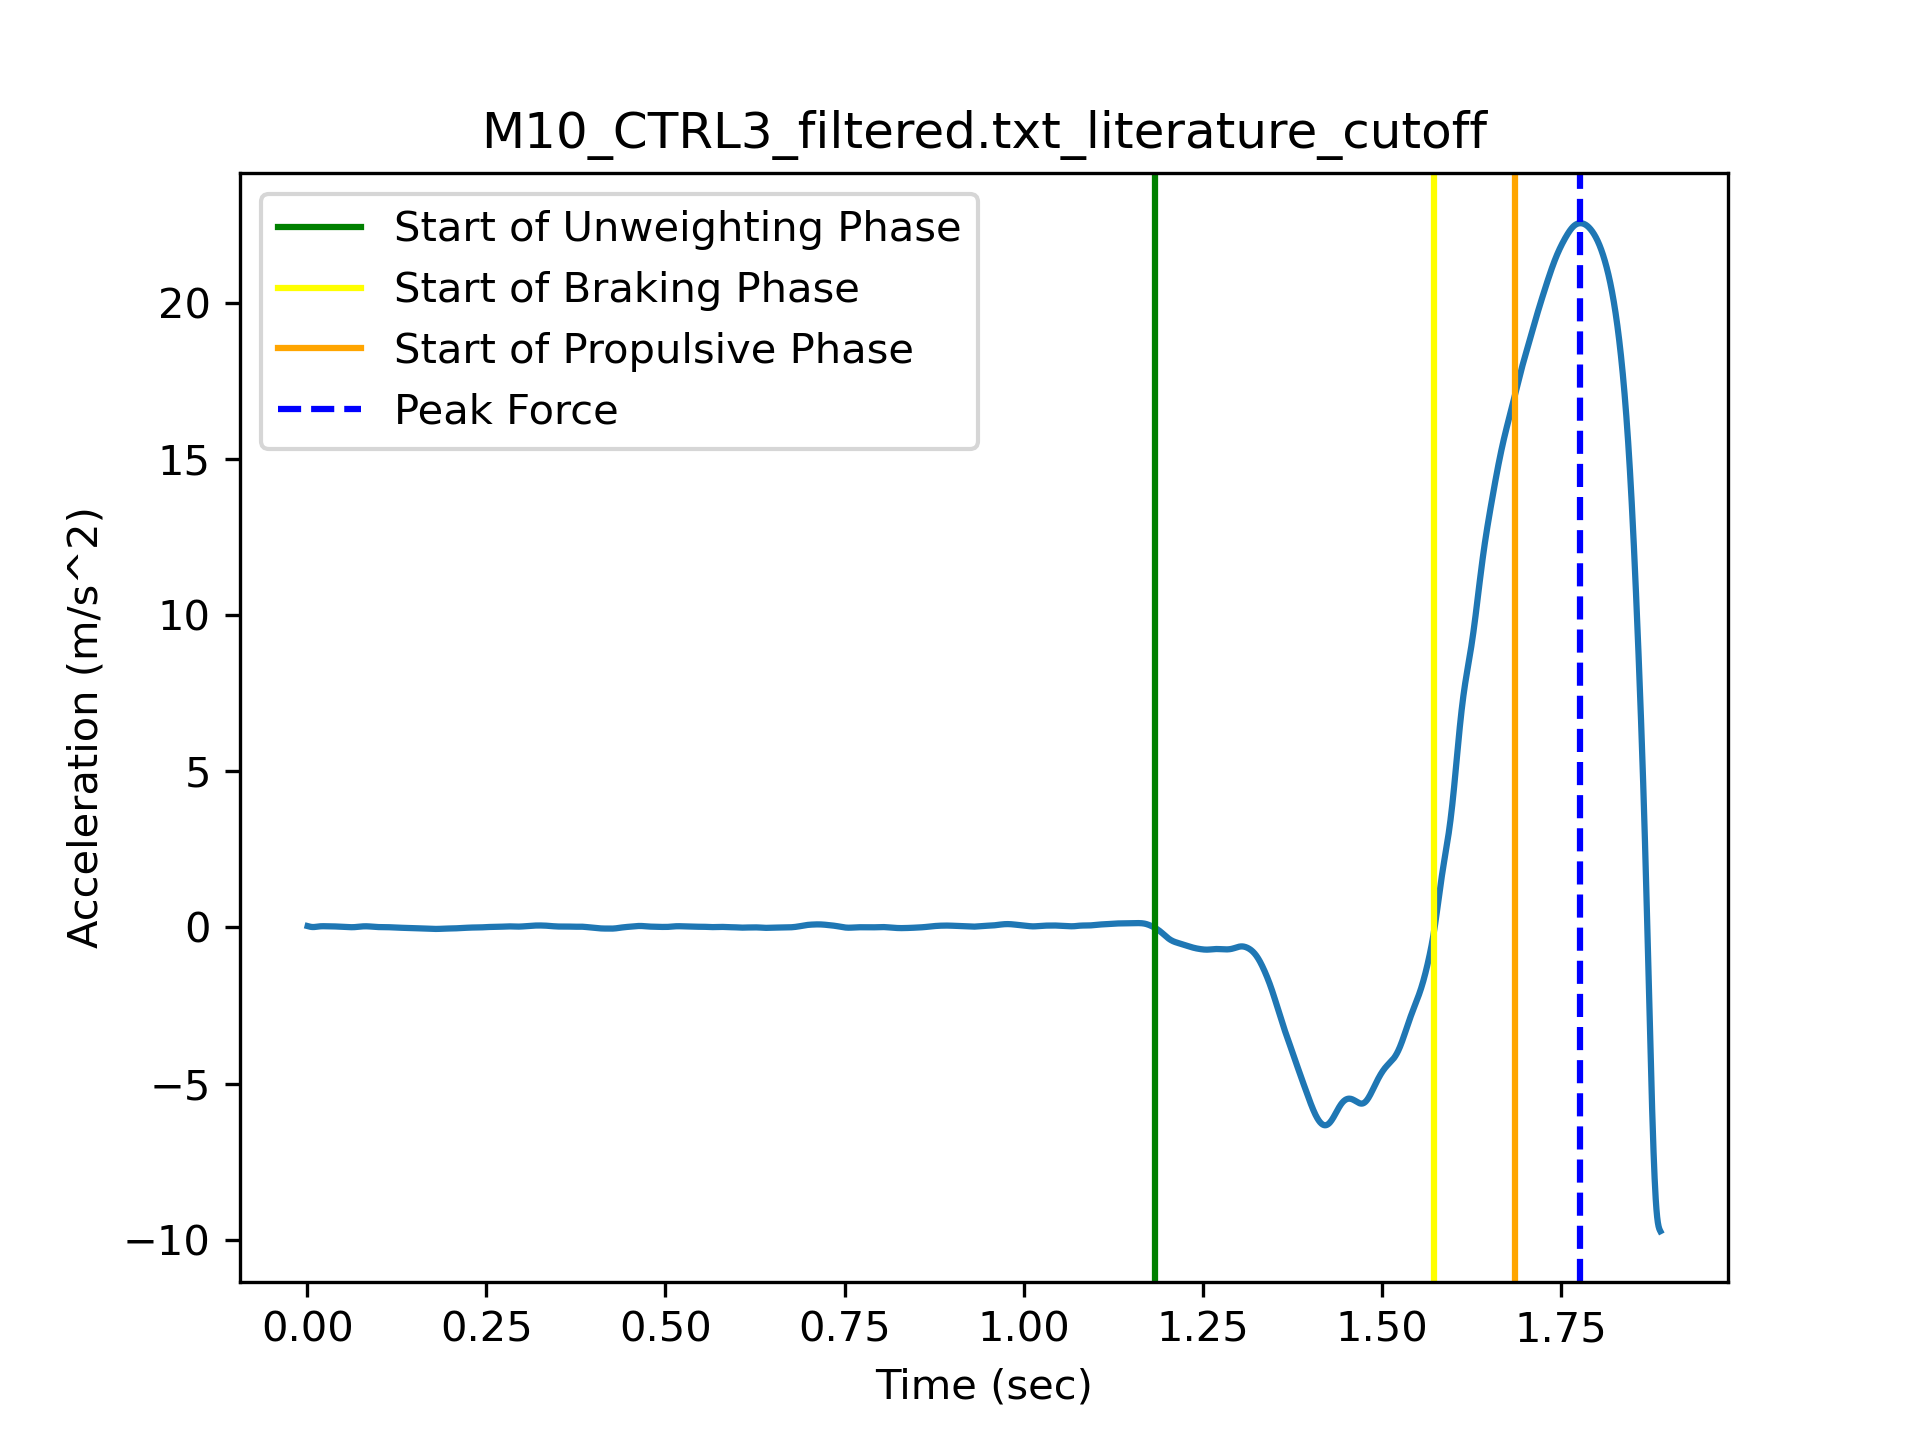 M10_CTRL3_filtered.txt_literature_cutoff
Start of Unweighting Phase
Start of Braking Phase
Start of Propulsive Phase
Peak Force
20
15
10
5
0
−5
−10
Acceleration (m/s^2)
0.00 0.25 0.50 0.75 1.00 1.25 1.50 1.75
Time (sec)